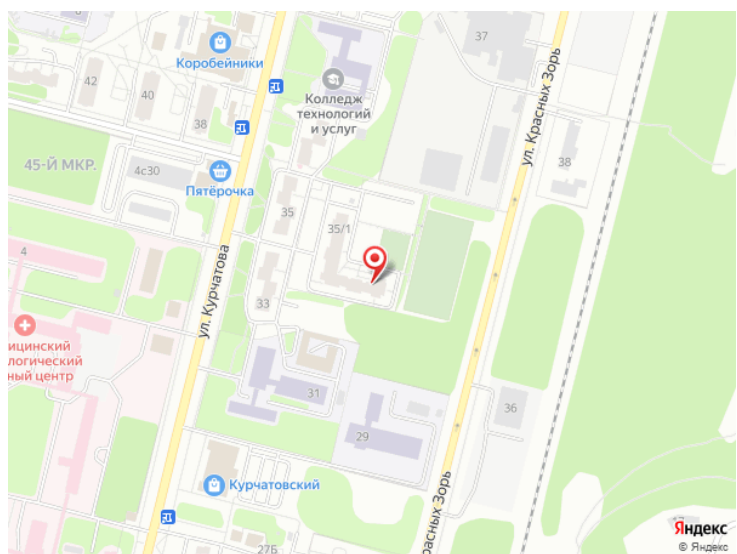 37
Коробейники
42
40
38
Колледж
технологий
и услуг
ул. Красных Зорь
38
45-Й МКР.
4с30
Пятёрочка
35
35/1
4
ул. Курчатова
33
ицинский
логический
ный центр
31
36
29
Курчатовский
красных Зорь
27Б
Яндекс
© Яндекс